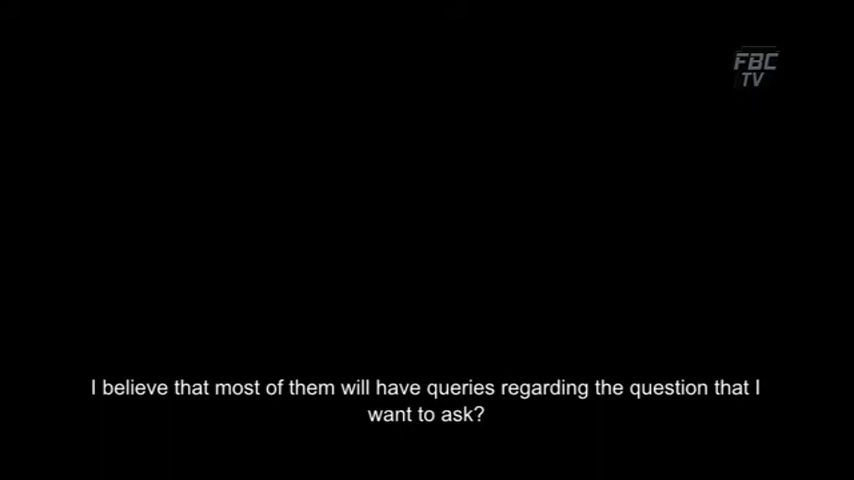 FBC
TV
I believe that most of them will have queries regarding the question that I
want to ask?